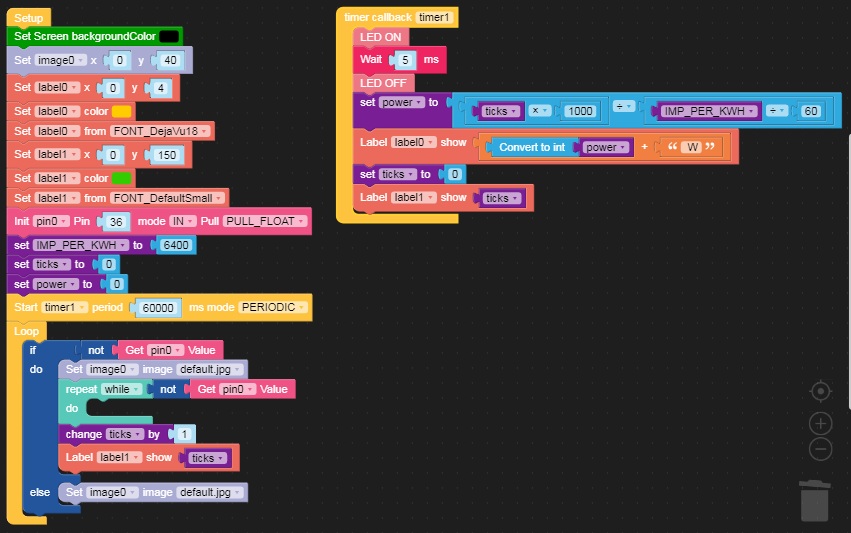 Setup
Set Screen backgroundColor
Set image0 x 0 y 40
Set label0 x 0 y 4
Set label0 color
Set label0 from FONT_DejaVu18
Set label1 x 0 y 150
Set label1 color
Set label1 from FONT_DefaultSmall
Init pin0 Pin 36 mode IN Pull PULL_FLOAT
set IMP_PER_KWH to 6400
set ticks to 0
set power to 0
Start timer1 period 60000 ms mode PERIODIC
Loop
if not Get pin0 Value
do Set image0 image default.jpg
repeat while not Get pin0 Value
do
change ticks by 1
Label label1 show ticks
else Set image0 image default.jpg
timer callback timer1
LED ON
Wait 5 ms
LED OFF
set power to ticks × 1000 ÷ IMP_PER_KWH ÷ 60
Label label0 show Convert to int power + “ W ”
set ticks to 0
Label label1 show ticks